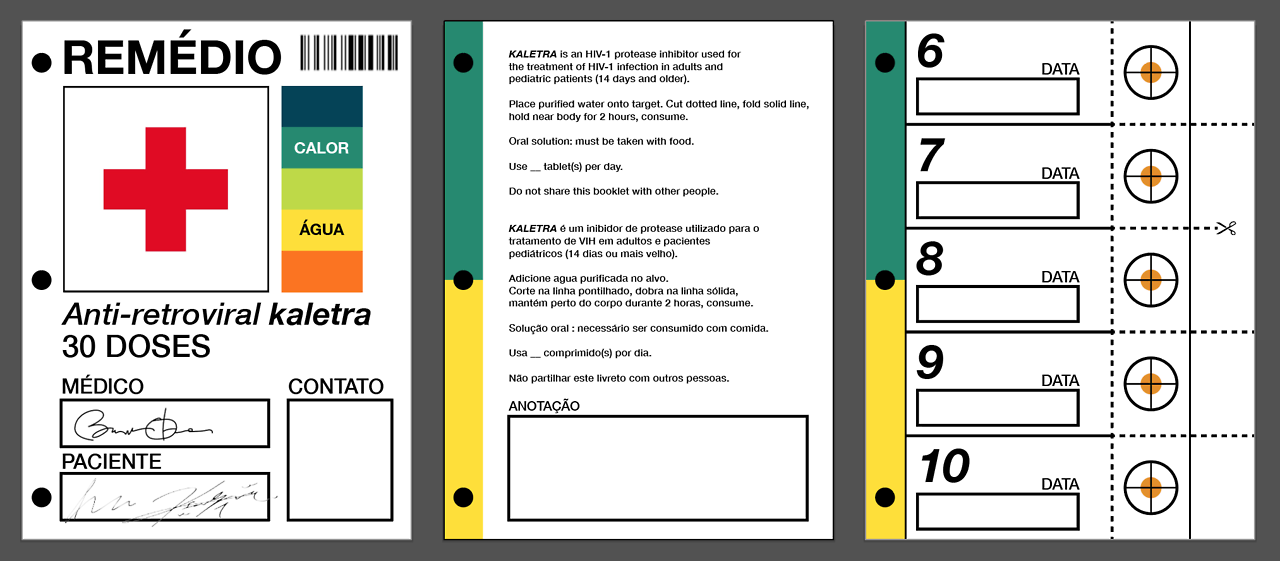 REMÉDIO
CALOR
ÁGUA
Anti-retroviral kaletra
30 DOSES
MÉDICO
CONTATO
PACIENTE
KALETRA is an HIV-1 protease inhibitor used for
the treatment of HIV-1 infection in adults and
pediatric patients (14 days and older).
Place purified water onto target. Cut dotted line, fold solid line,
hold near body for 2 hours, consume.
Oral solution: must be taken with food.
Use __ tablet(s) per day.
Do not share this booklet with other people.
KALETRA é um inibidor de protease utilizado para o
tratamento de VIH em adultos e pacientes
pediátricos (14 dias ou mais velho).
Adicione agua purificada no alvo.
Corte na linha pontilhado, dobra na linha sólida,
mantém perto do corpo durante 2 horas, consume.
Solução oral : necessário ser consumido com comida.
Usa __ comprimido(s) por dia.
Não partilhar este livreto com outros pessoas.
ANOTAÇÃO
6
DATA
7
DATA
8
DATA
9
DATA
10
DATA